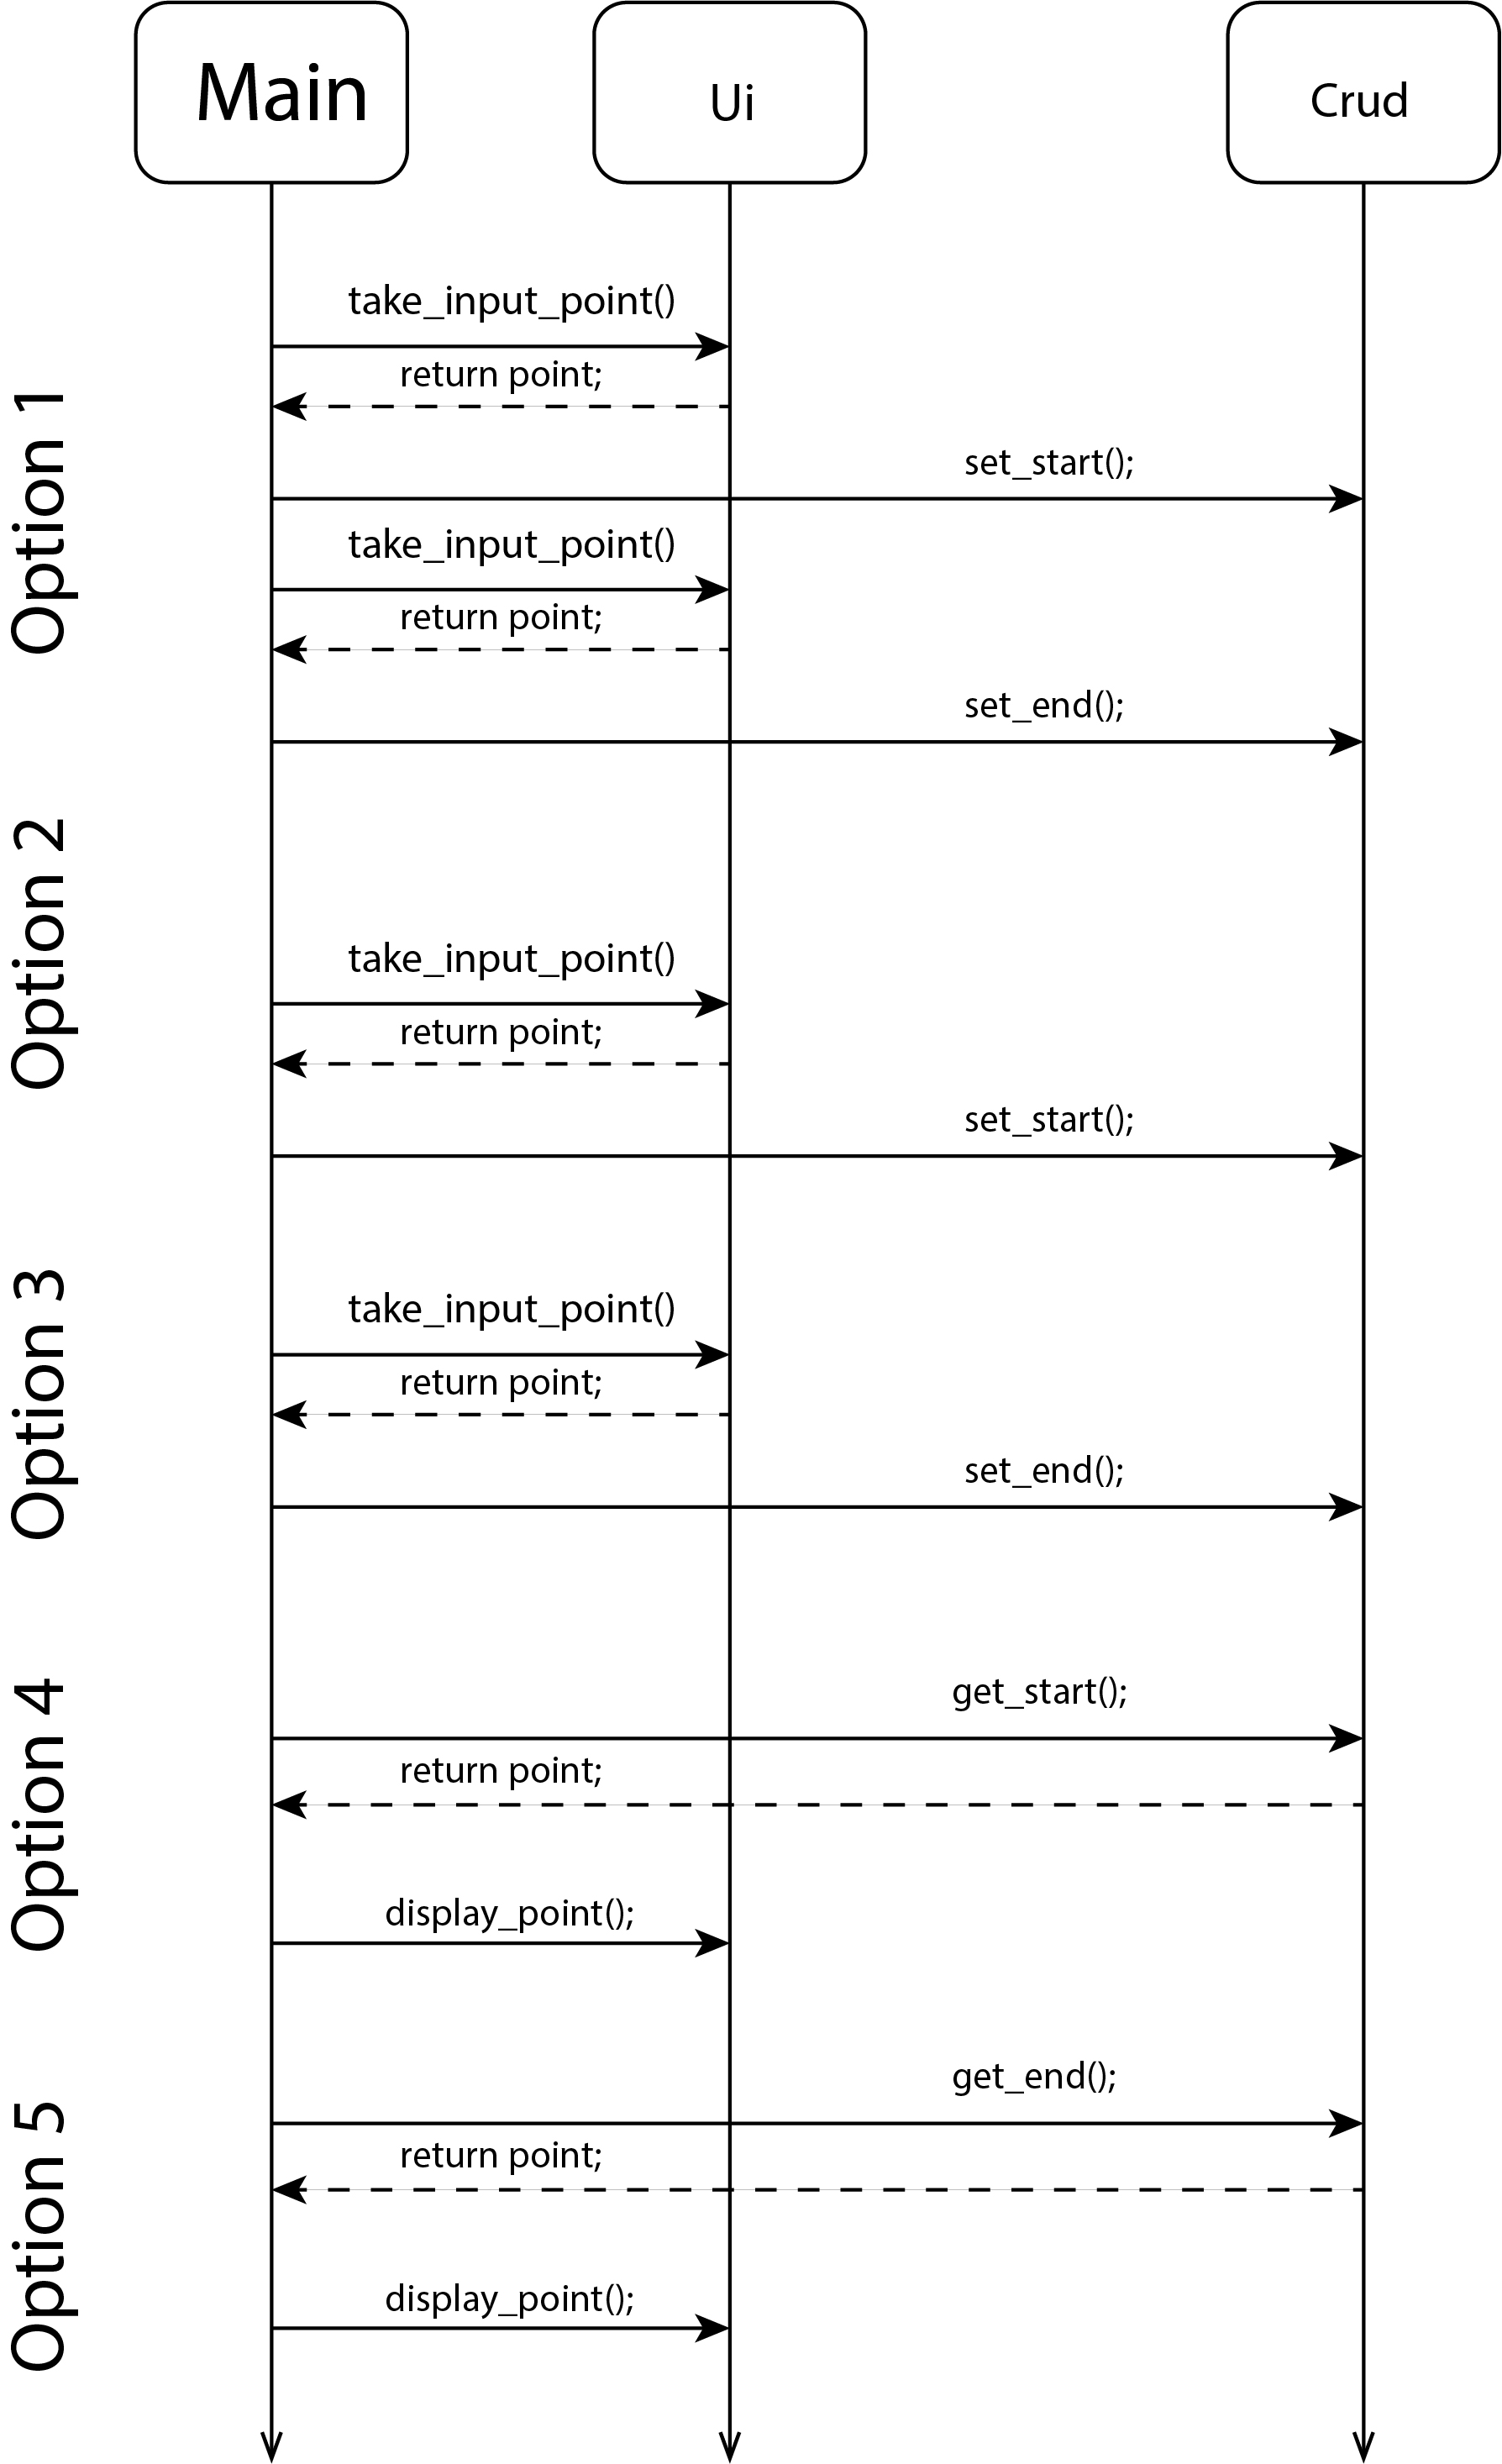 Main
Ui
Crud
Option 1
take_input_point()
return point;
set_start();
take_input_point()
return point;
set_end();
Option 2
take_input_point()
return point;
set_start();
Option 3
take_input_point()
return point;
set_end();
Option 4
get_start();
return point;
display_point();
Option 5
get_end();
return point;
display_point();